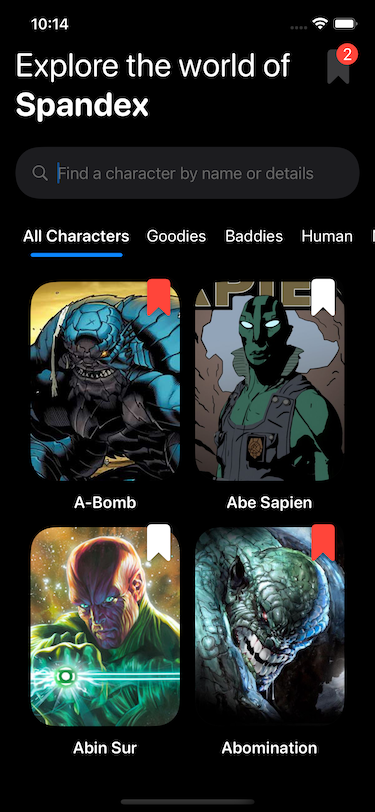 10:14
Explore the world of
Spandex
2
Find a character by name or details
All Characters Goodies Baddies Human
A-Bomb
Abe Sapien
Abin Sur
Abomination